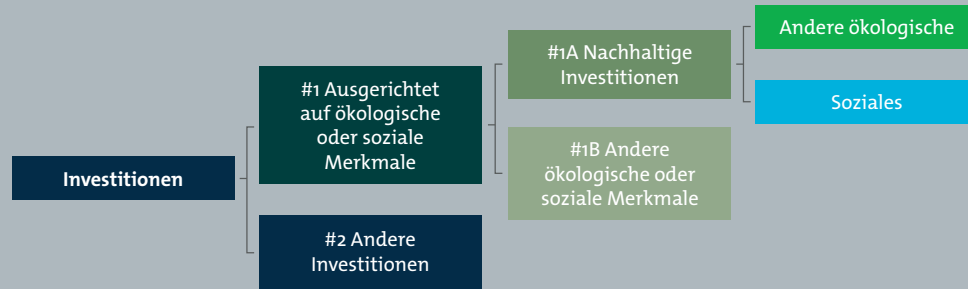 Investitionen
#1 Ausgerichtet
auf ökologische
oder soziale
Merkmale
#2 Andere
Investitionen
#1A Nachhaltige
Investitionen
#1B Andere
ökologische oder
soziale Merkmale
Andere ökologische
Soziales